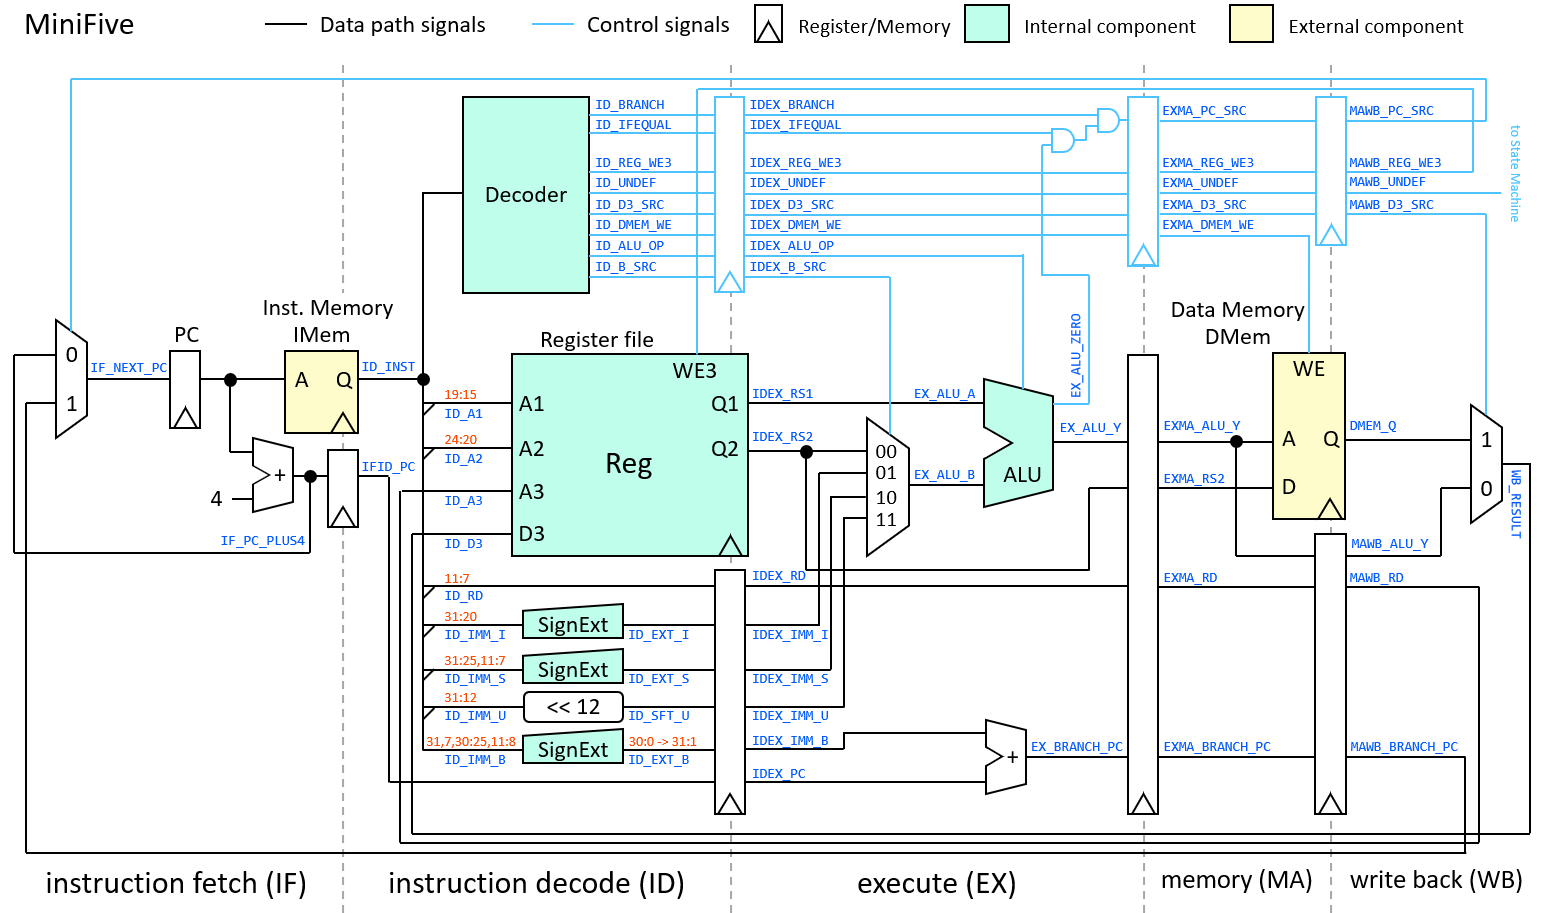 MiniFive
Data path signals
Control signals
Register/Memory
Internal component
External component
Decoder
ID_BRANCH
ID_IFEQUAL
ID_REG_WE3
ID_UNDEF
ID_D3_SRC
ID_DMEM_WE
ID_ALU_OP
ID_B_SRC
IDEX_BRANCH
IDEX_IFEQUAL
IDEX_REG_WE3
IDEX_UNDEF
IDEX_D3_SRC
IDEX_DMEM_WE
IDEX_ALU_OP
IDEX_B_SRC
EXMA_PC_SRC
EXMA_REG_WE3
EXMA_UNDEF
EXMA_D3_SRC
EXMA_DMEM_WE
MAWB_PC_SRC
MAWB_REG_WE3
MAWB_UNDEF
MAWB_D3_SRC
to State Machine
0
1
IF_NEXT_PC
PC
Inst. Memory
IMem
A
Q
ID_INST
+
4
IF_PC_PLUS4
IFID_PC
Register file
WE3
A1
A2
A3
D3
Q1
Q2
Reg
19:15
ID_A1
24:20
ID_A2
ID_A3
ID_D3
11:7
ID_RD
31:20
ID_IMM_I
SignExt
ID_EXT_I
31:25,11:7
ID_IMM_S
SignExt
ID_EXT_S
31:12
ID_IMM_U
<< 12
ID_SFT_U
31,7,30:25,11:8
ID_IMM_B
SignExt
30:0 -> 31:1
ID_EXT_B
IDEX_RS1
IDEX_RS2
IDEX_RD
IDEX_IMM_I
IDEX_IMM_S
IDEX_IMM_U
IDEX_IMM_B
IDEX_PC
00
01
10
11
EX_ALU_A
EX_ALU_B
ALU
EX_ALU_ZERO
EX_ALU_Y
+
EX_BRANCH_PC
EXMA_ALU_Y
EXMA_RS2
EXMA_RD
EXMA_BRANCH_PC
Data Memory
DMem
WE
A
Q
D
DMEM_Q
MAWB_ALU_Y
MAWB_RD
MAWB_BRANCH_PC
1
0
WB_RESULT
instruction fetch (IF)
instruction decode (ID)
execute (EX)
memory (MA)
write back (WB)